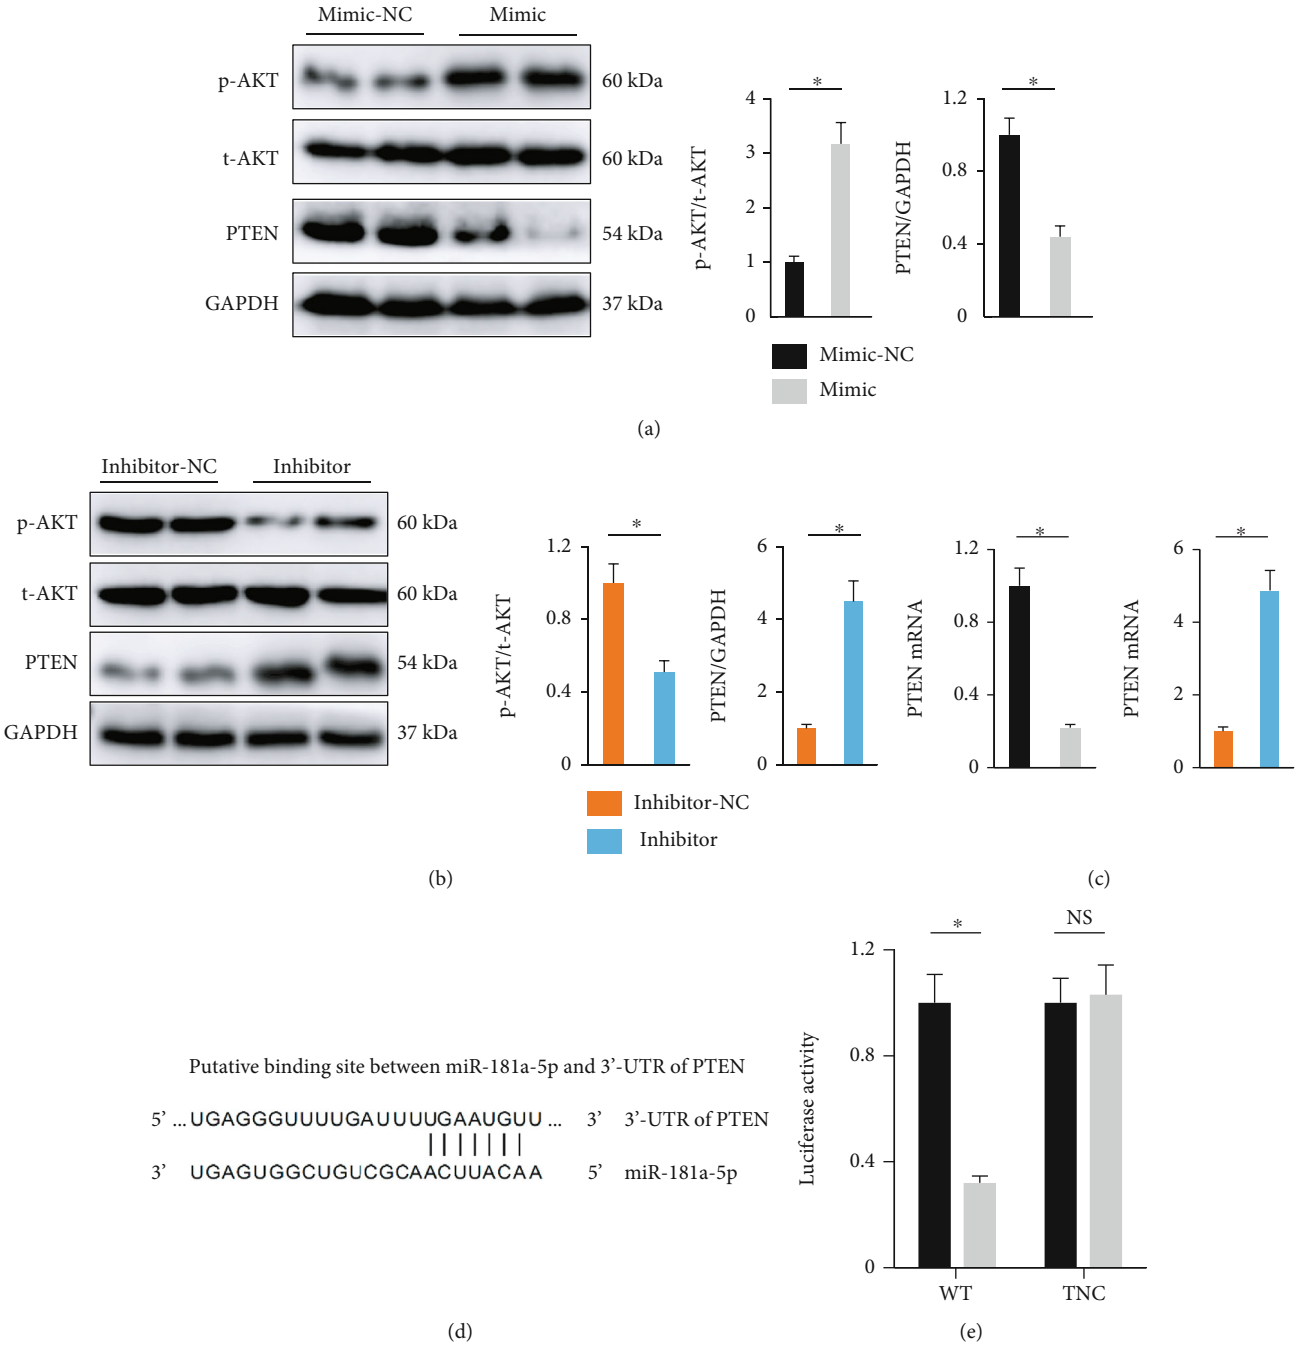 Mimic-NC Mimic
p-AKT 60 kDa
t-AKT 60 kDa
PTEN 54 kDa
GAPDH 37 kDa
p-AKT/t-AKT
4
3
2
1
0
*
PTEN/GAPDH
1.2
0.8
0.4
0
*
Mimic-NC
Mimic
(a)
Inhibitor-NC Inhibitor
p-AKT 60 kDa
t-AKT 60 kDa
PTEN 54 kDa
GAPDH 37 kDa
p-AKT/t-AKT
1.2
0.8
0.4
0
*
PTEN/GAPDH
6
4
2
0
*
Inhibitor-NC
Inhibitor
(b)
PTEN mRNA
1.2
0.8
0.4
0
*
PTEN mRNA
6
4
2
0
*
(c)
Putative binding site between miR-181a-5p and 3’-UTR of PTEN
5’ ... UGAGGGUUUUGAUUUUUGAAUGUU ... 3’ 3’-UTR of PTEN
3’ UGAGUGGCUGUCGCAACUUACAA 5’ miR-181a-5p
(d)
Luciferase activity
1.2
0.8
0.4
0
*
NS
WT TNC
(e)